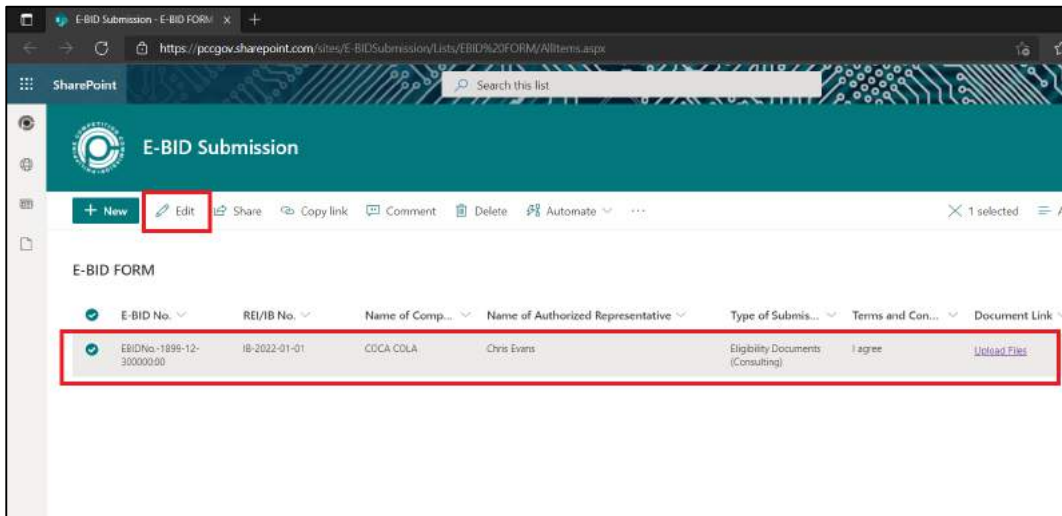 E-BID Submission - E-BID FORM
https://pccgov.sharepoint.com/sites/E-BIDSubmission/Lists/EBID%20FORM/AllItems.aspx
SharePoint
Search this list
E-BID Submission
New Edit Share Copy link Comment Delete Automate ... 1 selected
E-BID FORM
E-BID No. REI/IB No. Name of Comp... Name of Authorized Representative Type of Submis... Terms and Con... Document Link
EBIDNo.-1899-12- IB-2022-01-01 COCA COLA Chris Evans Eligibility Documents I agree Upload Files
300000:00 (Consulting)